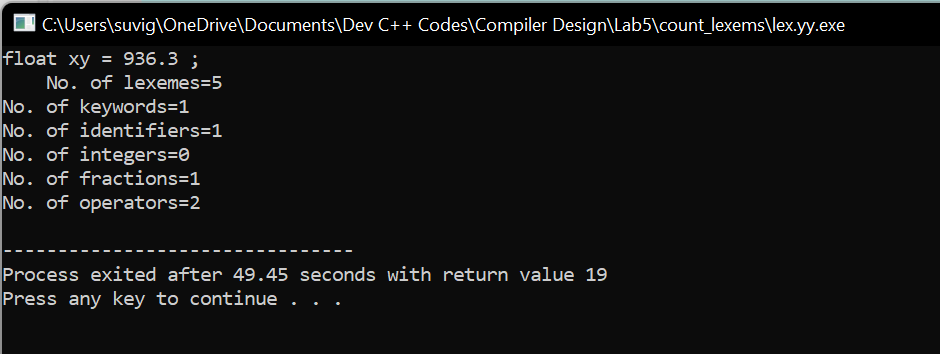 C:\Users\suvig\OneDrive\Documents\Dev C++ Codes\Compiler Design\Lab5\count_lexems\lex.yy.exe
float xy = 936.3 ;
    No. of lexemes=5
No. of keywords=1
No. of identifiers=1
No. of integers=0
No. of fractions=1
No. of operators=2
--------------------------------
Process exited after 49.45 seconds with return value 19
Press any key to continue . . .